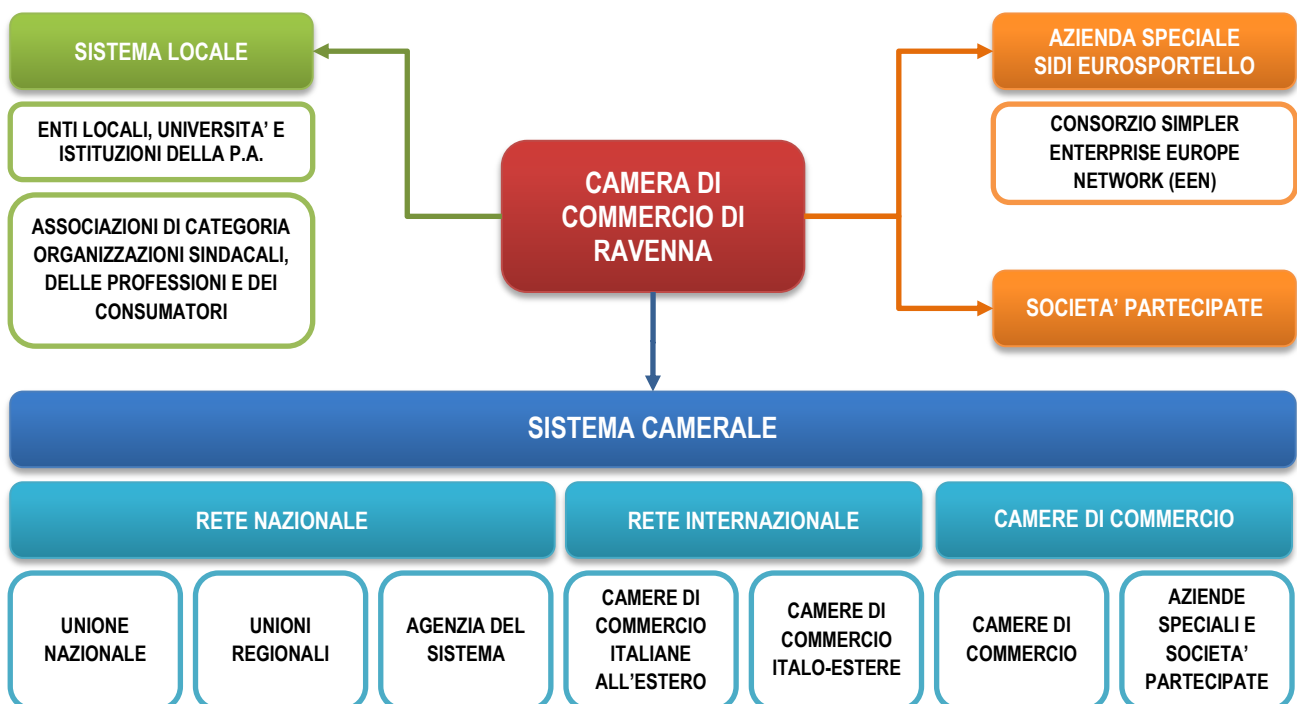 SISTEMA LOCALE
ENTI LOCALI, UNIVERSITA’ E
ISTITUZIONI DELLA P.A.
ASSOCIAZIONI DI CATEGORIA
ORGANIZZAZIONI SINDACALI,
DELLE PROFESSIONI E DEI
CONSUMATORI
CAMERA DI
COMMERCIO DI
RAVENNA
AZIENDA SPECIALE
SIDI EUROSPORTELLO
CONSORZIO SIMPLER
ENTERPRISE EUROPE
NETWORK (EEN)
SOCIETA’ PARTECIPATE
SISTEMA CAMERALE
RETE NAZIONALE
RETE INTERNAZIONALE
CAMERE DI COMMERCIO
UNIONE
NAZIONALE
UNIONI
REGIONALI
AGENZIA DEL
SISTEMA
CAMERE DI
COMMERCIO
ITALIANE
ALL’ESTERO
CAMERE DI
COMMERCIO
ITALO-ESTERE
CAMERE DI
COMMERCIO
AZIENDE
SPECIALI E
SOCIETA’
PARTECIPATE